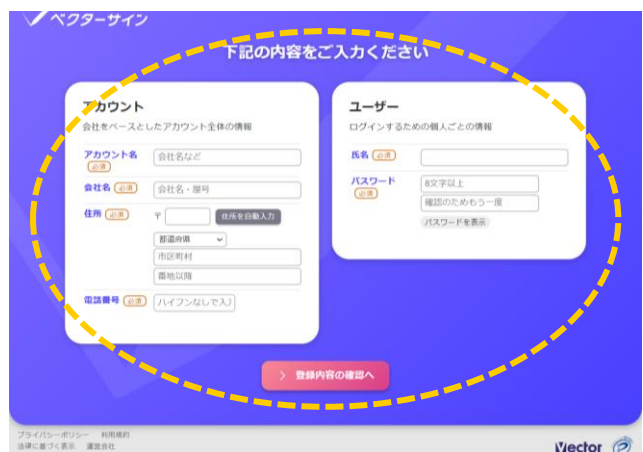 ベクターサイン
下記の内容をご入力ください
アカウント
会社をベースとしたアカウント全体の情報
アカウント名
必須
会社名など
会社名 必須
会社名・屋号
住所 必須
〒
住所を自動入力
都道府県
市区町村
番地以降
電話番号 必須
ハイフンなしで入力
ユーザー
ログインするための個人ごとの情報
氏名 必須
パスワード
必須
8文字以上
確認のためもう一度
パスワードを表示
> 登録内容の確認へ
プライバシーポリシー 利用規約
法律に基づく表示 運営会社
Vector